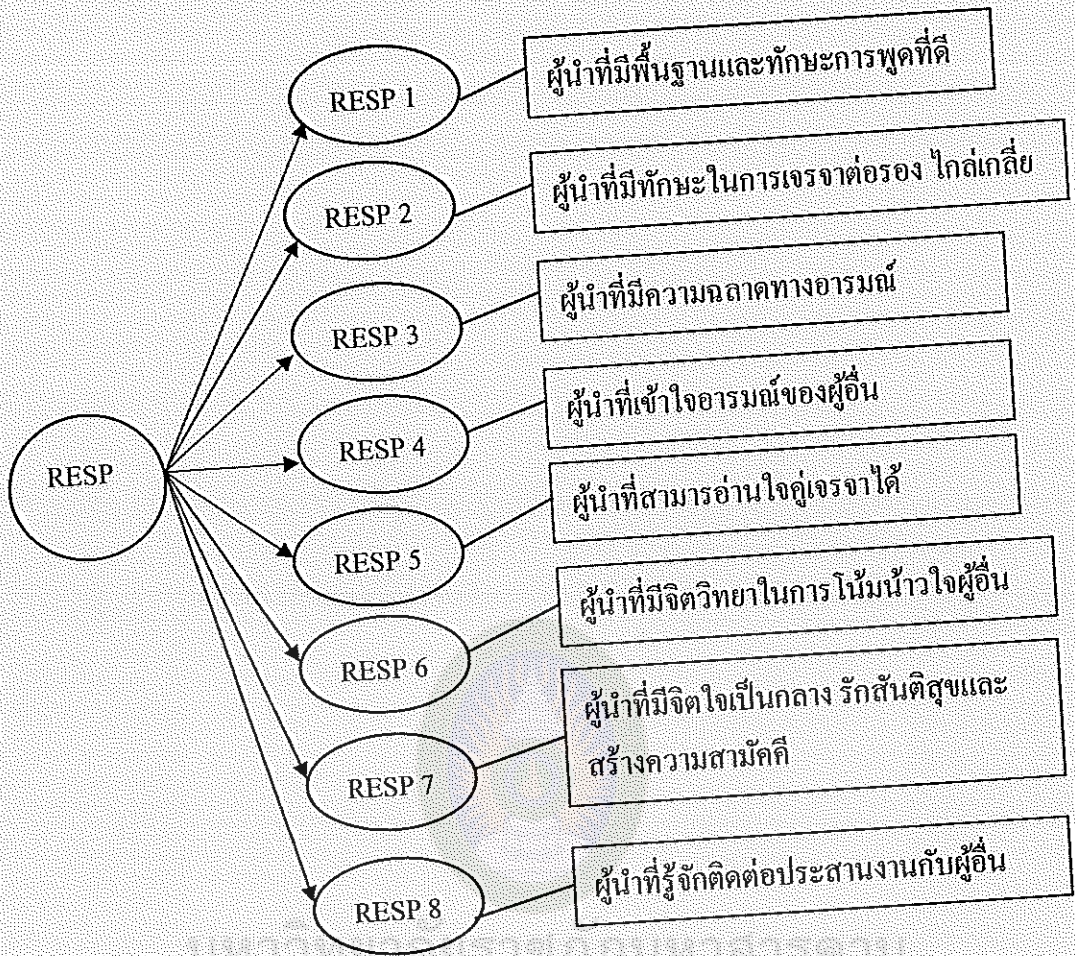 RESP
RESP 1
ผู้นำที่มีพื้นฐานและทักษะการพูดที่ดี
RESP 2
ผู้นำที่มีทักษะในการเจรจาต่อรอง ไกล่เกลี่ย
RESP 3
ผู้นำที่มีความฉลาดทางอารมณ์
RESP 4
ผู้นำที่เข้าใจอารมณ์ของผู้อื่น
RESP 5
ผู้นำที่สามารอ่านใจคู่เจรจาได้
RESP 6
ผู้นำที่มีจิตวิทยาในการโน้มน้าวใจผู้อื่น
RESP 7
ผู้นำที่มีจิตใจเป็นกลาง รักสันติสุขและ
สร้างความสามัคคี
RESP 8
ผู้นำที่รู้จักติดต่อประสานงานกับผู้อื่น